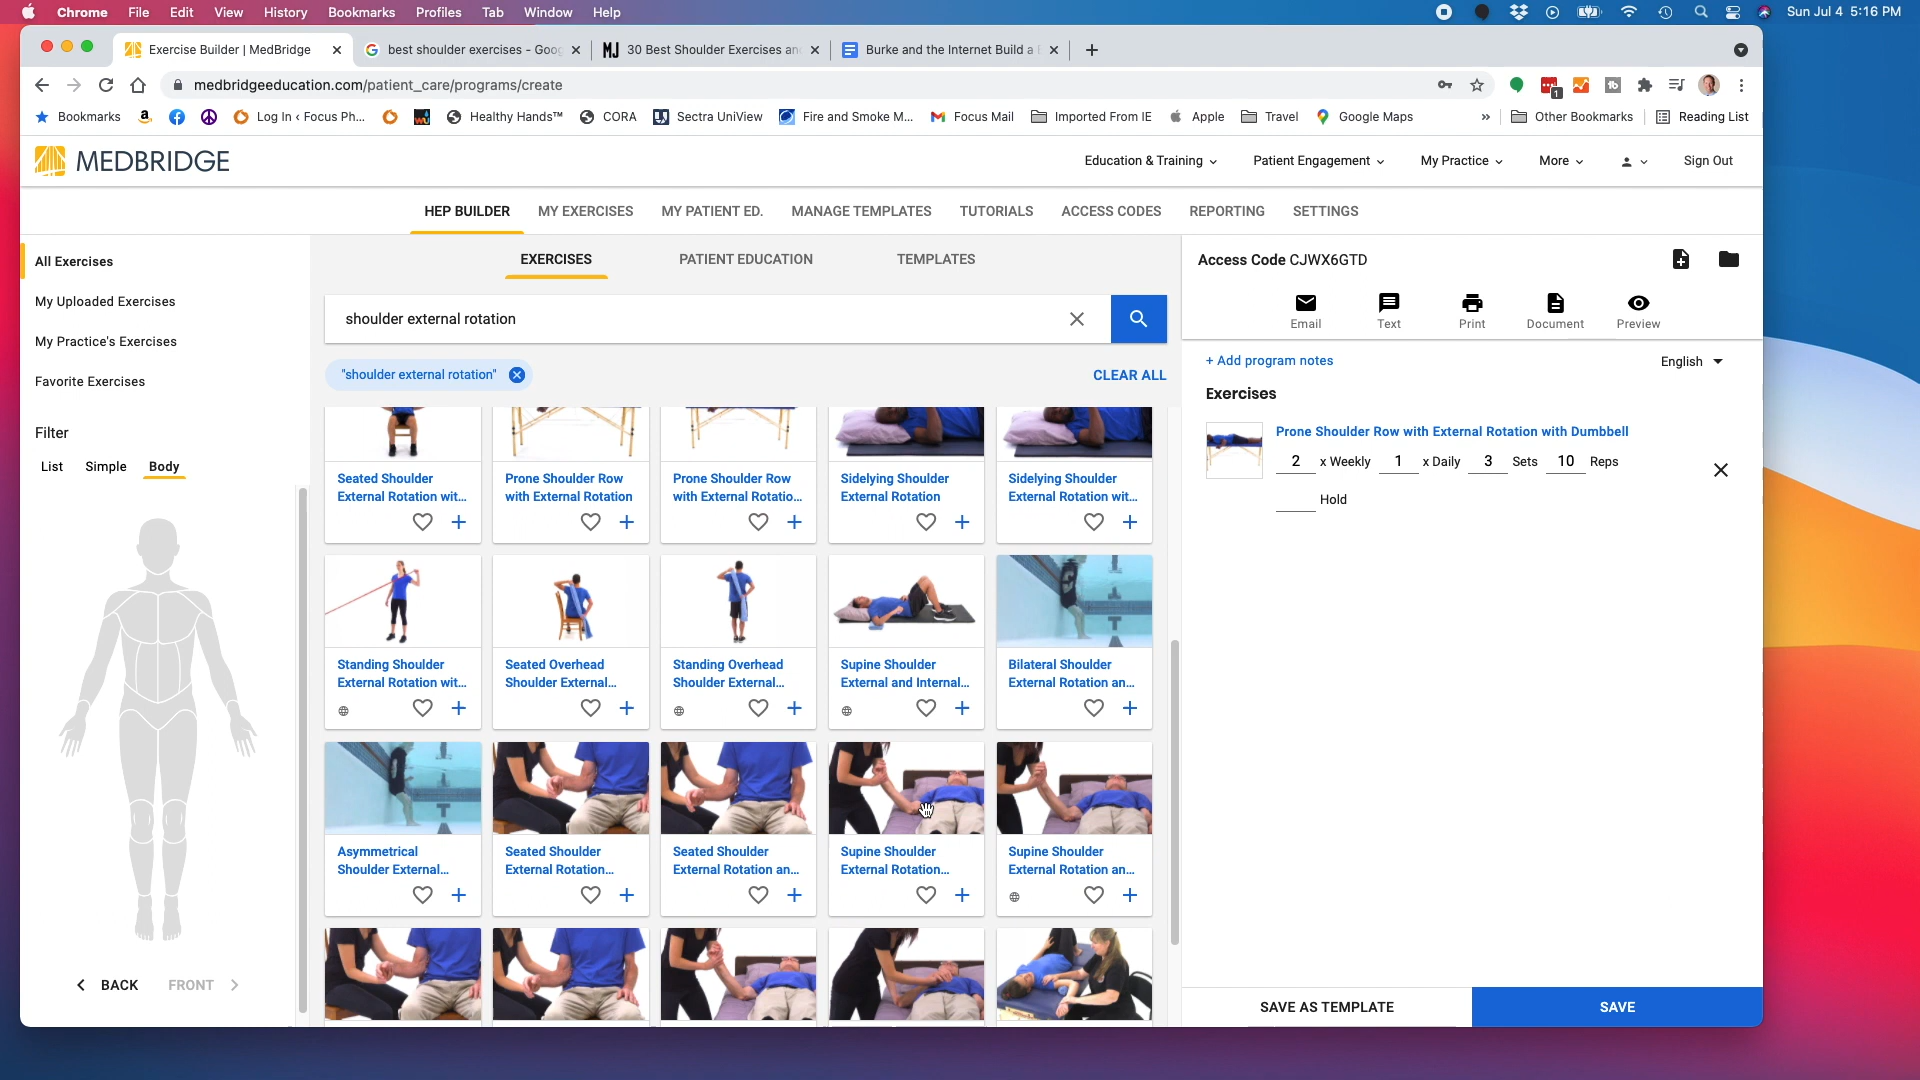 Chrome File Edit View History Bookmarks Profiles Tab Window Help Sun Jul 4 5:16 PM
Exercise Builder | MedBridge
best shoulder exercises - Goog
MJ 30 Best Shoulder Exercises an
Burke and the Internet Build a
medbridgeeducation.com/patient_care/programs/create
1
Bookmarks Log In ‹ Focus Ph... Healthy Hands™ CORA Sectra UniView Fire and Smoke M... Focus Mail Imported From IE Apple Travel Google Maps » Other Bookmarks Reading List
MEDBRIDGE
Education & Training Patient Engagement My Practice More Sign Out
HEP BUILDER MY EXERCISES MY PATIENT ED. MANAGE TEMPLATES TUTORIALS ACCESS CODES REPORTING SETTINGS
All Exercises
My Uploaded Exercises
My Practice's Exercises
Favorite Exercises
Filter
List Simple Body
BACK FRONT
EXERCISES PATIENT EDUCATION TEMPLATES
shoulder external rotation
"shoulder external rotation"
CLEAR ALL
Seated Shoulder
External Rotation wit...
Prone Shoulder Row
with External Rotation
Prone Shoulder Row
with External Rotatio...
Sidelying Shoulder
External Rotation
Sidelying Shoulder
External Rotation wit...
Standing Shoulder
External Rotation wit...
Seated Overhead
Shoulder External...
Standing Overhead
Shoulder External...
Supine Shoulder
External and Internal...
Bilateral Shoulder
External Rotation an...
Asymmetrical
Shoulder External...
Seated Shoulder
External Rotation...
Seated Shoulder
External Rotation an...
Supine Shoulder
External Rotation...
Supine Shoulder
External Rotation an...
Access Code CJWX6GTD
Email Text Print Document Preview
+ Add program notes
English
Exercises
Prone Shoulder Row with External Rotation with Dumbbell
2 x Weekly 1 x Daily 3 Sets 10 Reps
Hold
SAVE AS TEMPLATE
SAVE